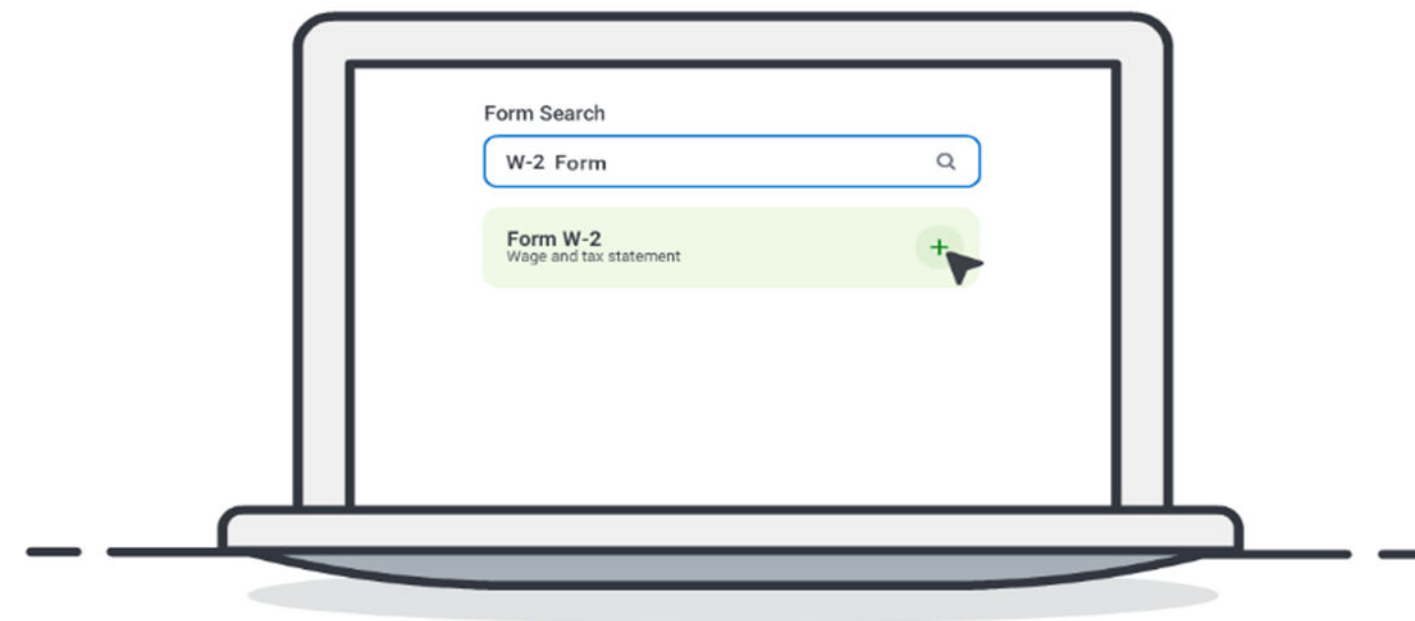 Form Search
W-2 Form
Form W-2
Wage and tax statement